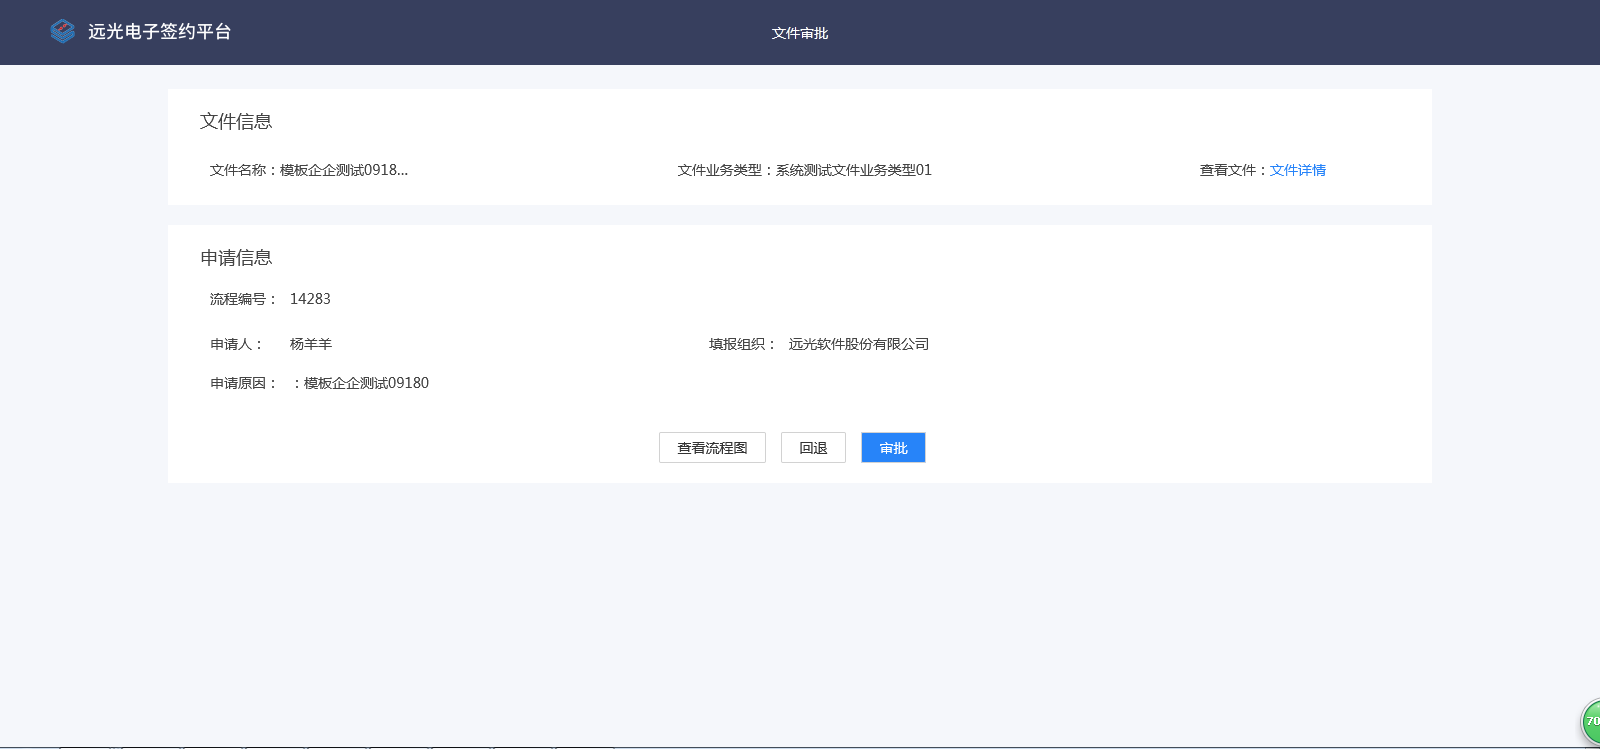 远光电子签约平台
文件审批
文件信息
文件名称：模板企企测试0918...
文件业务类型：系统测试文件业务类型01
查看文件：文件详情
申请信息
流程编号： 14283
申请人： 杨羊羊
填报组织： 远光软件股份有限公司
申请原因： ：模板企企测试09180
查看流程图
回退
审批
70